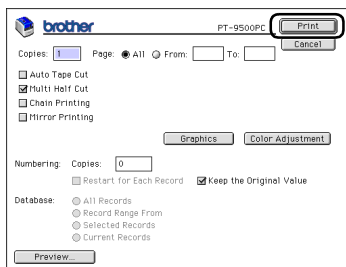 brother PT-9500PC Print
Cancel
Copies: 1 Page: All From: To:
Auto Tape Cut
Multi Half Cut
Chain Printing
Mirror Printing
Graphics Color Adjustment
Numbering: Copies: 0
Restart for Each Record Keep the Original Value
Database: All Records
Record Range From
Selected Records
Current Records
Preview...